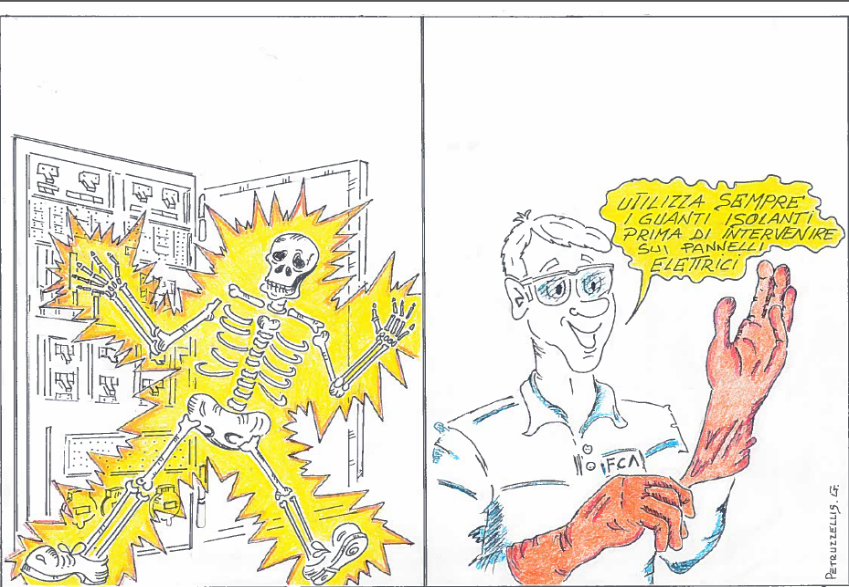 UTILIZZA SEMPRE
I GUANTI ISOLANTI
PRIMA DI INTERVENIRE
SUI PANNELLI
ELETTRICI
FCA
PETRUZZELLIS. G.